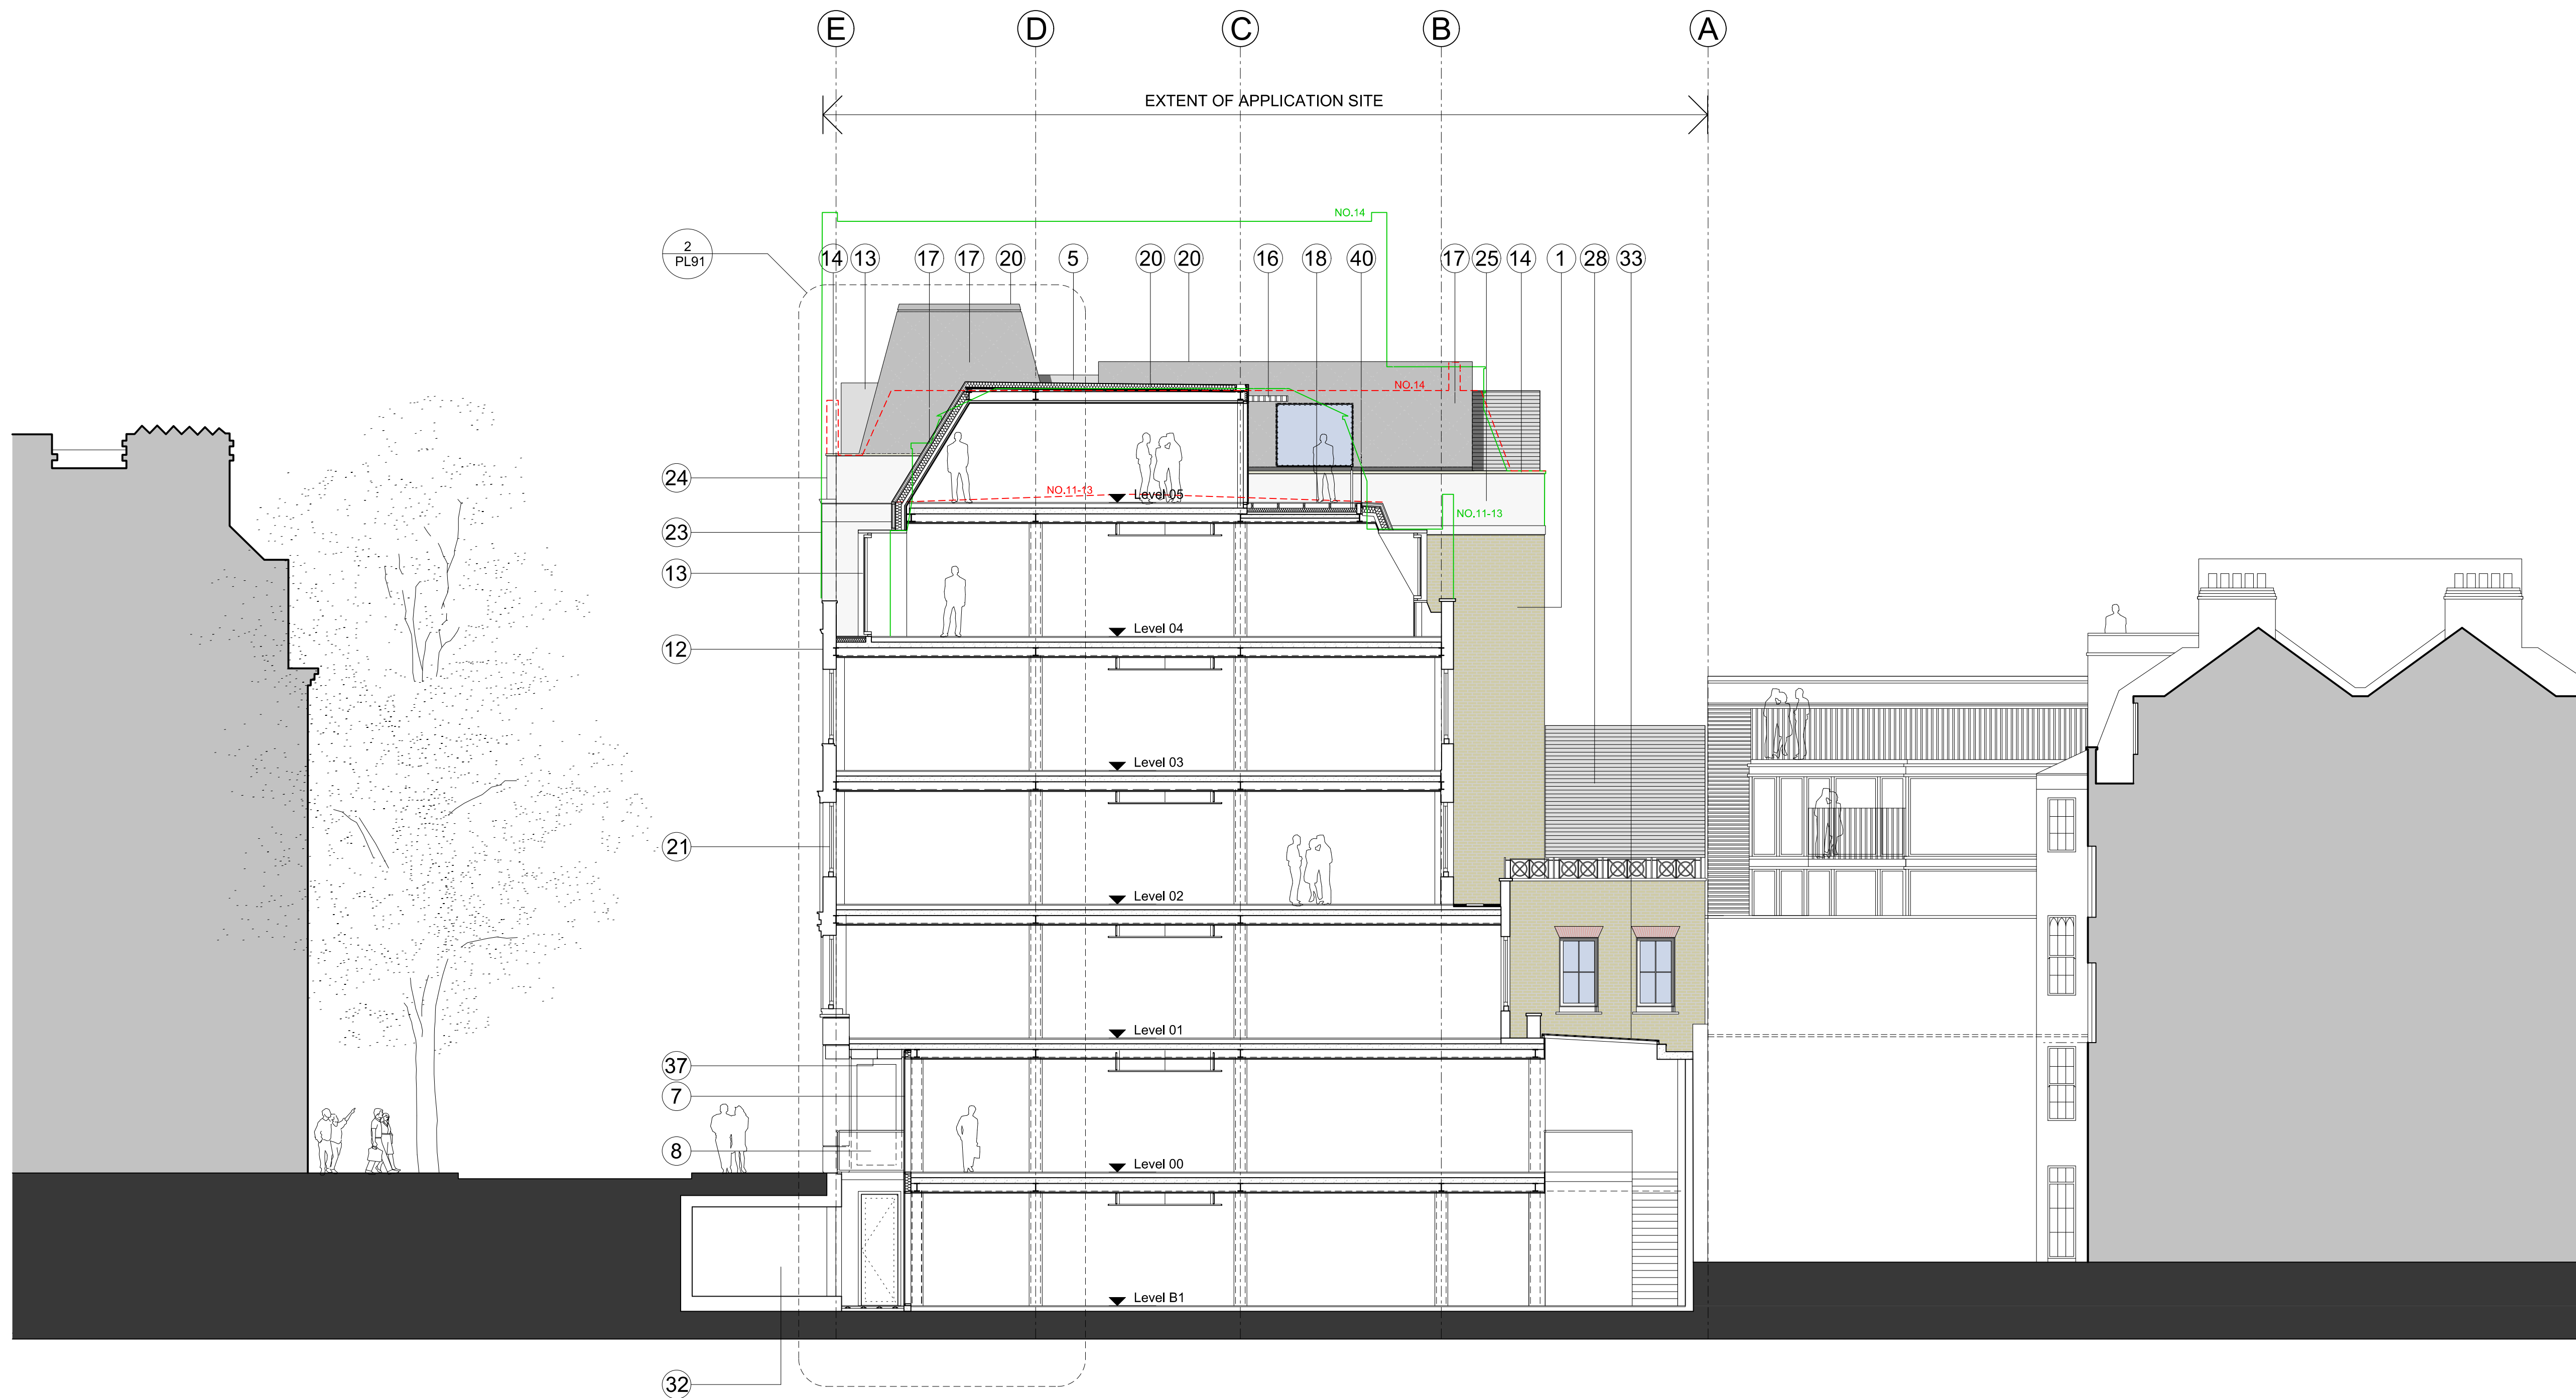 E D C B A
EXTENT OF APPLICATION SITE
NO.14
2
PL91
14 13 17 17 20 5 20 20 16 18 40 17 25 14 1 28 33
NO.14
24
NO.11-13
Level 05
NO.11-13
23
13
Level 04
12
Level 03
21
Level 02
Level 01
37
7
8
Level 00
Level B1
32